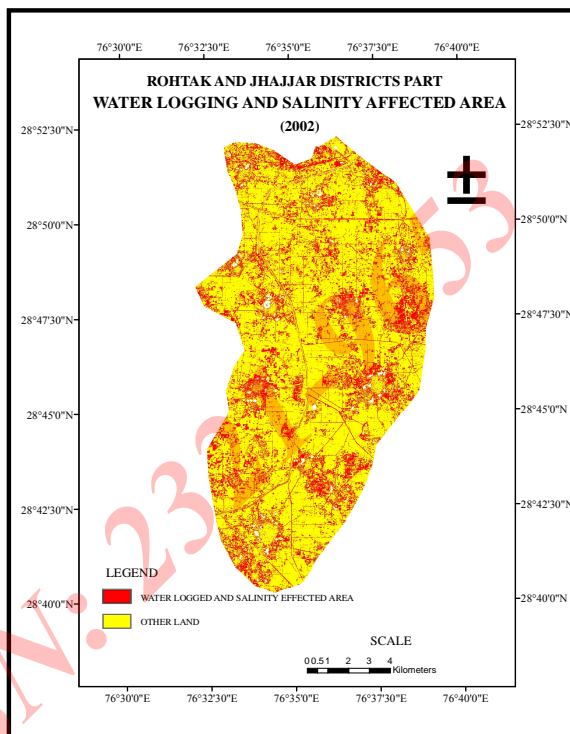 76°30'0"E 76°32'30"E 76°35'0"E 76°37'30"E 76°40'0"E
ROHTAK AND JHAJJAR DISTRICTS PART
WATER LOGGING AND SALINITY AFFECTED AREA
(2002)
28°52'30"N 28°52'30"N
28°50'0"N 28°50'0"N
28°47'30"N 28°47'30"N
28°45'0"N 28°45'0"N
28°42'30"N 28°42'30"N
28°40'0"N 28°40'0"N
LEGEND
WATER LOGGED AND SALINITY EFFECTED AREA
OTHER LAND
SCALE
0 0.5 1 2 3 4
Kilometers
76°30'0"E 76°32'30"E 76°35'0"E 76°37'30"E 76°40'0"E
N: 2321-9653